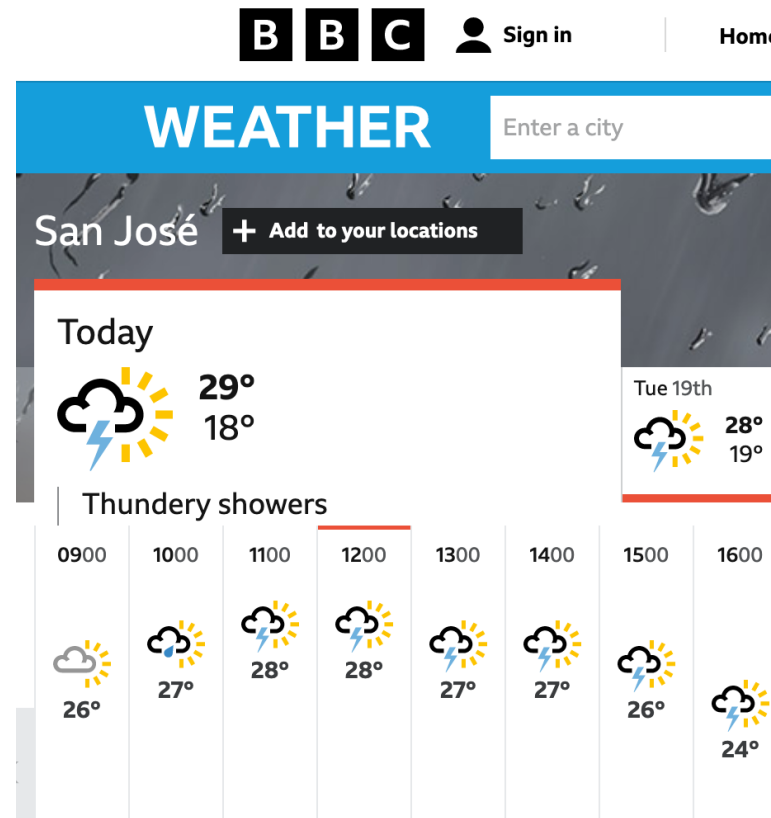 BBC Sign in
WEATHER Enter a city
San José + Add to your locations
Today
29°
18°
Thundery showers
Tue 19th
28°
19°
0900 1000 1100 1200 1300 1400 1500 1600
26° 27° 28° 28° 27° 27° 26° 24°